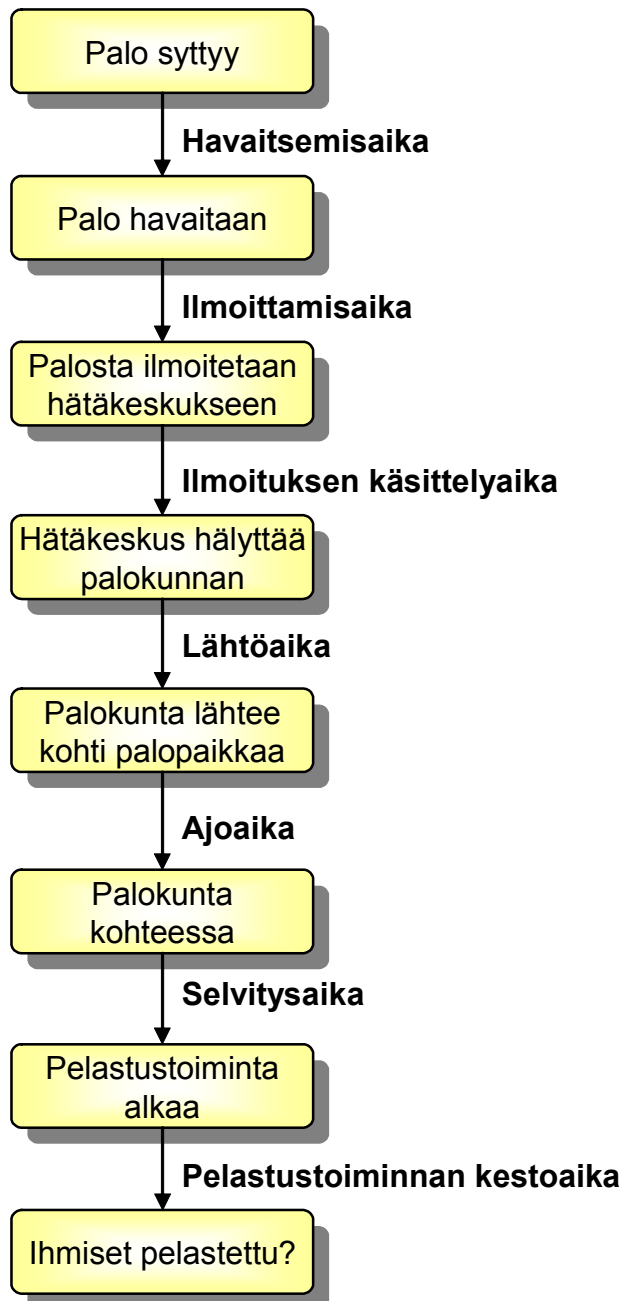 Palo syttyy
Havaitsemisaika
Palo havaitaan
Ilmoittamisaika
Palosta ilmoitetaan
hätäkeskukseen
Ilmoituksen käsittelyaika
Hätäkeskus hälyttää
palokunnan
Lähtöaika
Palokunta lähtee
kohti palopaikkaa
Ajoaika
Palokunta
kohteessa
Selvitysaika
Pelastustoiminta
alkaa
Pelastustoiminnan kestoaika
Ihmiset pelastettu?